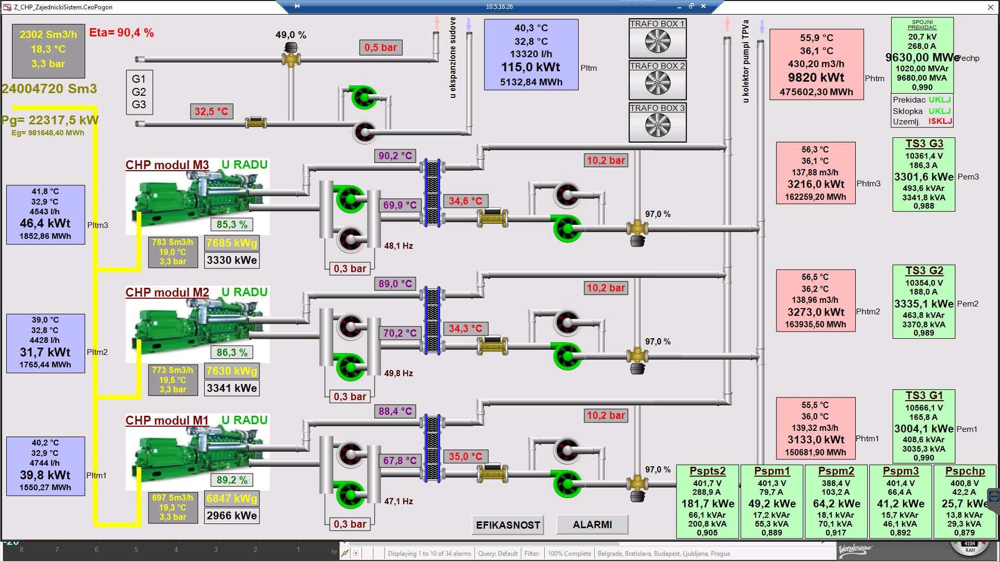 Z_CHP_ZajednickiSistem.CeoPogon
10.5.16.26
2302 Sm3/h
18,3 °C
3,3 bar
Eta= 90,4 %
24004720 Sm3
Pg= 22317,5 kW
Eg= 981648,40 MWh
G1
G2
G3
49,0 %
0,5 bar
32,5 °C
u ekspanzione sudove
40,3 °C
32,8 °C
13320 l/h
115,0 kWt
5132,84 MWh
Pltm
TRAFO BOX 1
TRAFO BOX 2
TRAFO BOX 3
u kolektor pumpi TPVa
55,9 °C
36,1 °C
430,20 m3/h
9820 kWt
475602,30 MWh
Phtm
SPOJNI
PREKIDAC
20,7 kV
268,0 A
9630,00 MWe
Pechp
1020,00 MVAr
9680,00 MVA
0,990
Prekidac UKLJ
Sklopka UKLJ
Uzemlj. ISKLJ
CHP modul M3 U RADU
41,8 °C
32,9 °C
4543 l/h
46,4 kWt
1852,86 MWh
Pltm3
85,3 %
783 Sm3/h
19,0 °C
3,3 bar
7685 kWg
3330 kWe
90,2 °C
69,9 °C
48,1 Hz
0,3 bar
34,6 °C
10,2 bar
97,0 %
56,3 °C
36,1 °C
137,88 m3/h
3216,0 kWt
162259,20 MWh
Phtm3
TS3 G3
10361,4 V
186,3 A
3301,6 kWe
Pem3
493,6 kVAr
3341,8 kVA
0,988
CHP modul M2 U RADU
39,0 °C
32,8 °C
4428 l/h
31,7 kWt
1765,44 MWh
Pltm2
86,3 %
773 Sm3/h
19,5 °C
3,3 bar
7630 kWg
3341 kWe
89,0 °C
70,2 °C
49,8 Hz
0,3 bar
34,3 °C
10,2 bar
97,0 %
56,5 °C
36,2 °C
138,96 m3/h
3273,0 kWt
163935,50 MWh
Phtm2
TS3 G2
10354,0 V
188,0 A
3335,1 kWe
Pem2
463,8 kVAr
3370,8 kVA
0,989
CHP modul M1 U RADU
40,2 °C
32,9 °C
4744 l/h
39,8 kWt
1550,27 MWh
Pltm1
89,2 %
697 Sm3/h
19,3 °C
3,3 bar
6847 kWg
2966 kWe
88,4 °C
67,8 °C
47,1 Hz
0,3 bar
35,0 °C
10,2 bar
97,0 %
55,5 °C
36,0 °C
139,32 m3/h
3133,0 kWt
150681,90 MWh
Phtm1
TS3 G1
10566,1 V
165,8 A
3004,1 kWe
Pem1
408,6 kVAr
3035,3 kVA
0,990
Kamstrup
Kamstrup
Kamstrup
Kamstrup
EFIKASNOST
ALARMI
Pspts2
401,7 V
288,9 A
181,7 kWe
66,1 kVAr
200,8 kVA
0,905
Pspm1
401,3 V
79,7 A
49,2 kWe
17,2 kVAr
55,3 kVA
0,889
Pspm2
388,4 V
103,2 A
64,2 kWe
18,1 kVAr
70,1 kVA
0,917
Pspm3
401,4 V
66,4 A
41,2 kWe
15,7 kVAr
46,1 kVA
0,892
Pspchp
400,8 V
42,2 A
25,7 kWe
13,8 kVAr
29,3 kVA
0,879
-20
8 7 6 5 4 3 2 1 hr
Displaying 1 to 10 of 34 alarms
Query: Default
Filter:
100% Complete
Belgrade, Bratislava, Budapest, Ljubljana, Prague
Wonderware
4104
RAM